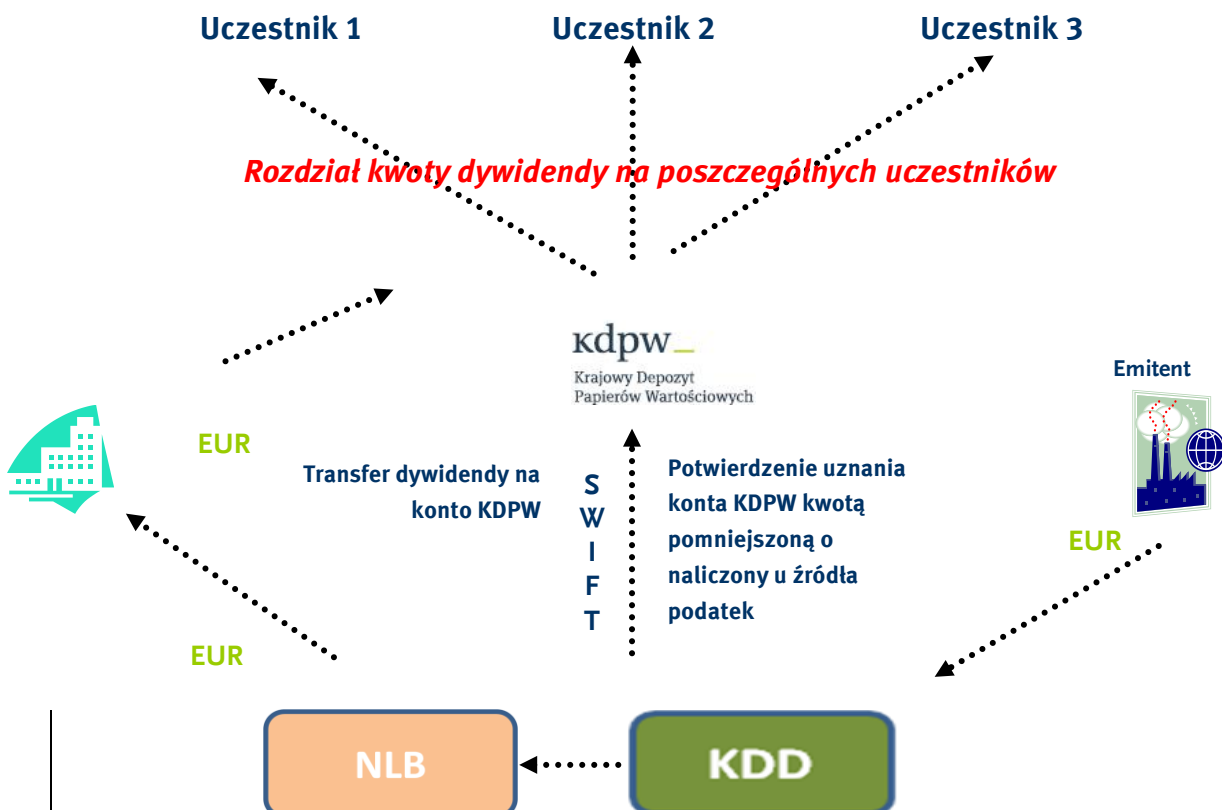 Uczestnik 1 Uczestnik 2 Uczestnik 3
Rozdział kwoty dywidendy na poszczególnych uczestników
kdpw_
Krajowy Depozyt
Papierów Wartościowych
Emitent
EUR
Transfer dywidendy na
konto KDPW
S
W
I
F
T
Potwierdzenie uznania
konta KDPW kwotą
pomniejszoną o
naliczony u źródła
podatek
EUR
EUR
NLB
KDD